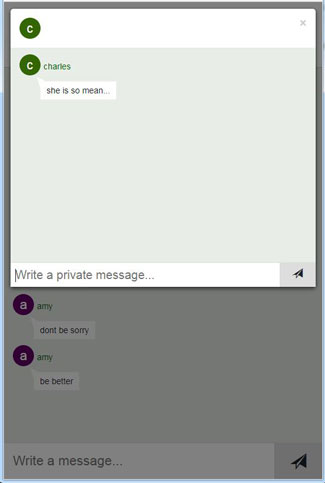 c
×
c charles
she is so mean...
Write a private message...
a amy
dont be sorry
a amy
be better
Write a message...